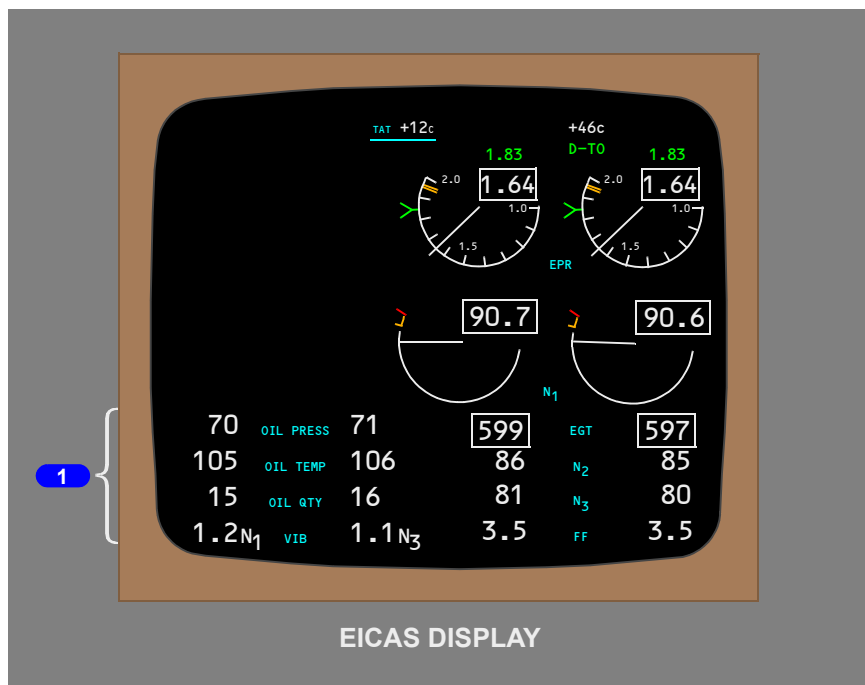 TAT +12c +46c
D-TO
1.83 1.83
2.0 1.64 2.0 1.64
1.0 1.0
1.5 1.5
EPR
90.7 90.6
N1
70 OIL PRESS 71 599 EGT 597
105 OIL TEMP 106 86 N2 85
1
15 OIL QTY 16 81 N3 80
1.2N1 VIB 1.1N3 3.5 FF 3.5
EICAS DISPLAY